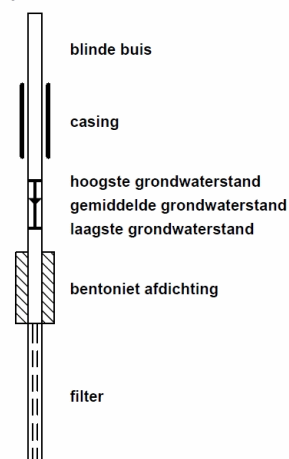 blinde buis
casing
hoogste grondwaterstand
gemiddelde grondwaterstand
laagste grondwaterstand
bentoniet afdichting
filter